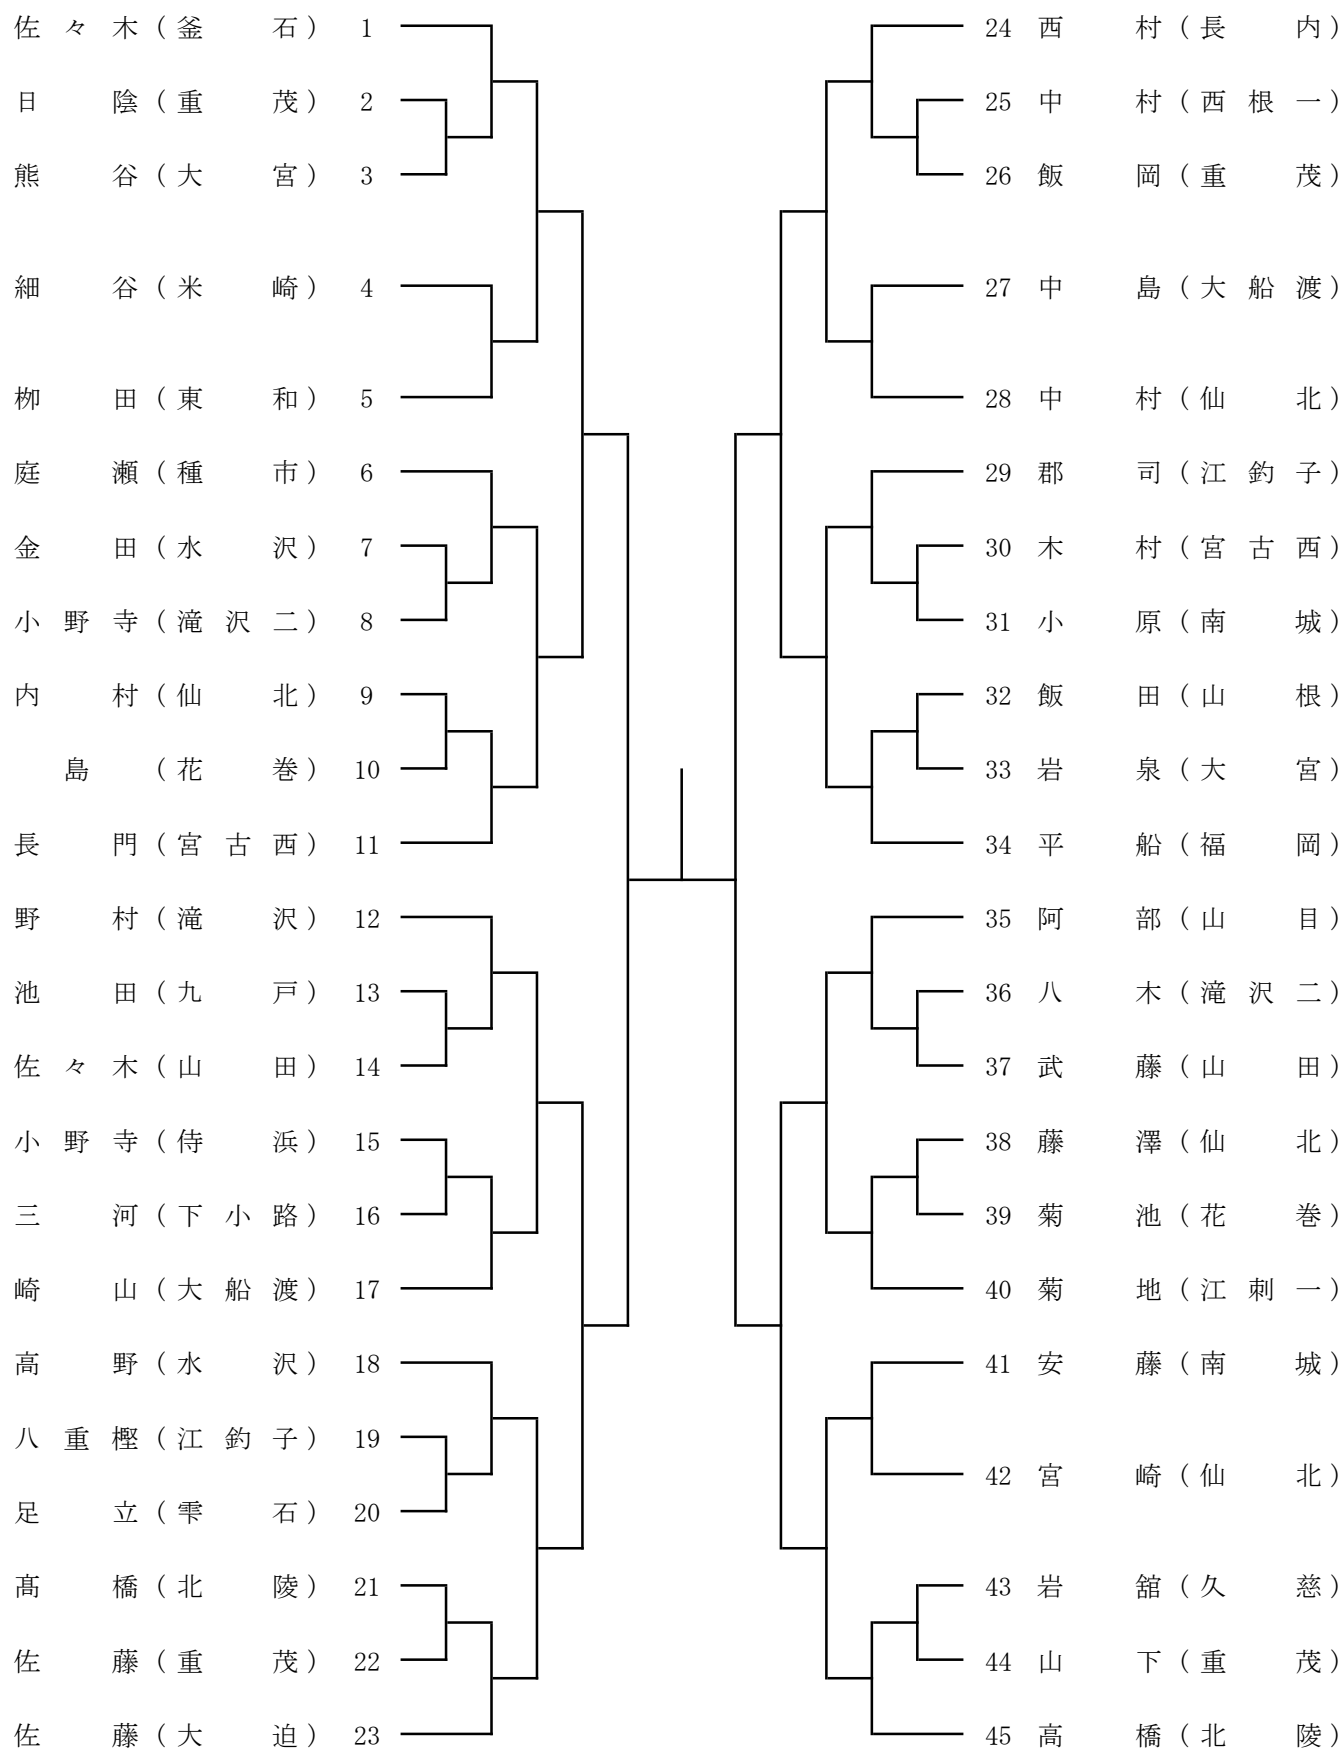 佐々木（釜石） 1
日陰（重茂） 2
熊谷（大宮） 3
細谷（米崎） 4
栁田（東和） 5
庭瀬（種市） 6
金田（水沢） 7
小野寺（滝沢二） 8
内村（仙北） 9
島（花巻） 10
長門（宮古西） 11
野村（滝沢） 12
池田（九戸） 13
佐々木（山田） 14
小野寺（侍浜） 15
三河（下小路） 16
崎山（大船渡） 17
高野（水沢） 18
八重樫（江釣子） 19
足立（雫石） 20
髙橋（北陵） 21
佐藤（重茂） 22
佐藤（大迫） 23
24 西村（長内）
25 中村（西根一）
26 飯岡（重茂）
27 中島（大船渡）
28 中村（仙北）
29 郡司（江釣子）
30 木村（宮古西）
31 小原（南城）
32 飯田（山根）
33 岩泉（大宮）
34 平船（福岡）
35 阿部（山目）
36 八木（滝沢二）
37 武藤（山田）
38 藤澤（仙北）
39 菊池（花巻）
40 菊地（江刺一）
41 安藤（南城）
42 宮崎（仙北）
43 岩舘（久慈）
44 山下（重茂）
45 高橋（北陵）